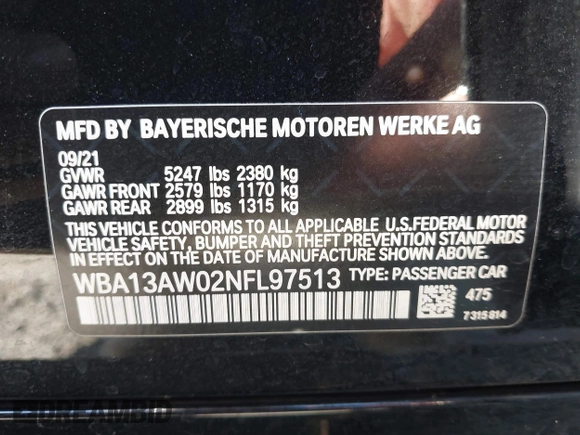 MFD BY BAYERISCHE MOTOREN WERKE AG
09/21
GVWR 5247 lbs 2380 kg
GAWR FRONT 2579 lbs 1170 kg
GAWR REAR 2899 lbs 1315 kg
THIS VEHICLE CONFORMS TO ALL APPLICABLE U.S.FEDERAL MOTOR
VEHICLE SAFETY, BUMPER AND THEFT PREVENTION STANDARDS
IN EFFECT ON THE DATE OF MANUFACTURE SHOWN ABOVE.
WBA13AW02NFL97513 TYPE: PASSENGER CAR
475
7315814
DREAMBID